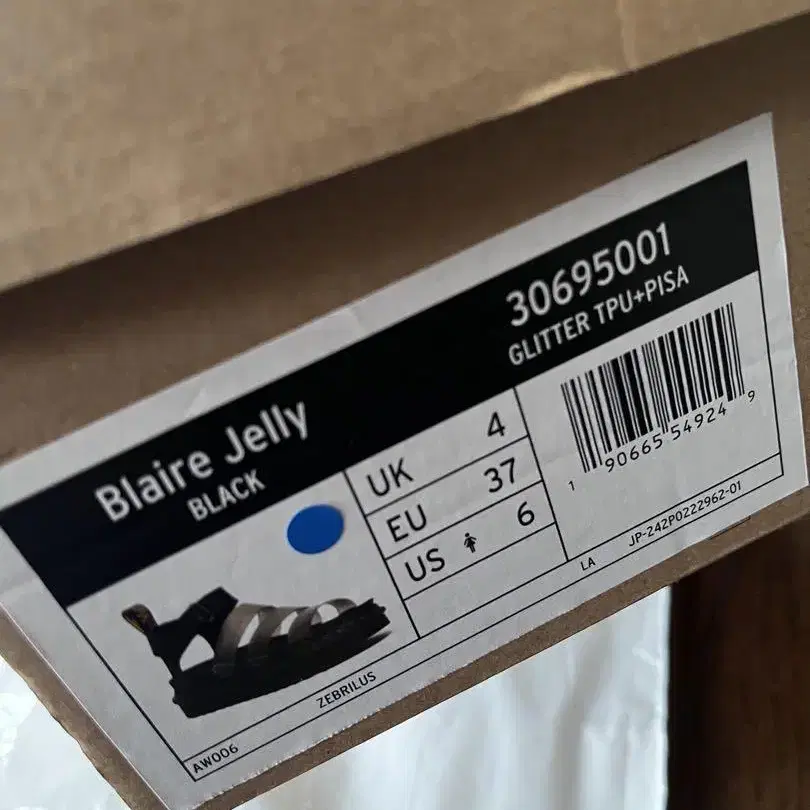 Blaire Jelly
BLACK
30695001
GLITTER TPU+PISA
UK 4
EU 37
US 6
1 90665 54924 9
AW006
ZEBRILUS
LA
JP-242P0222962-01